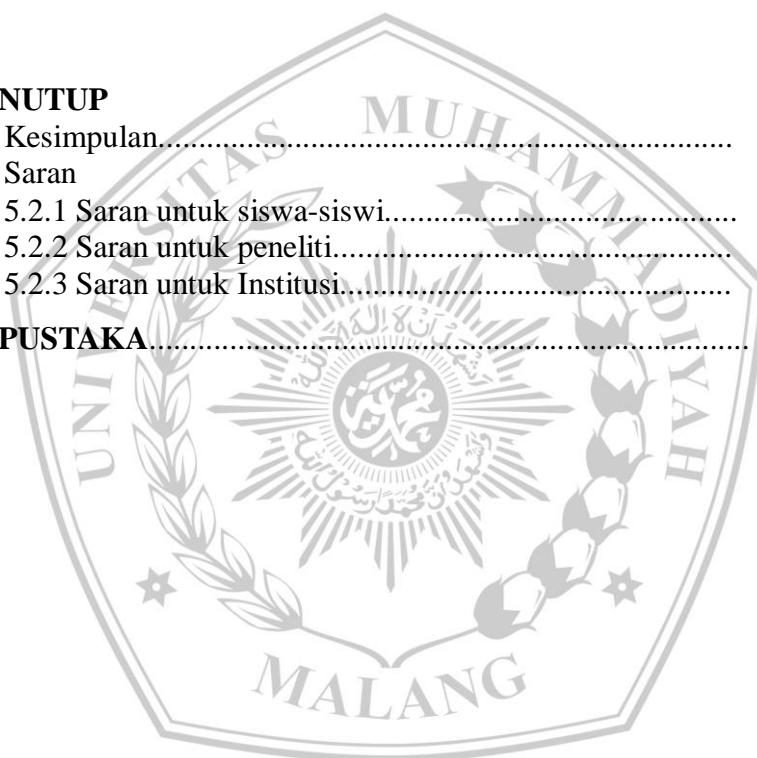 NUTUP
Kesimpulan......................................................................
Saran
5.2.1 Saran untuk siswa-siswi...........................................
5.2.2 Saran untuk peneliti.................................................
5.2.3 Saran untuk Institusi................................................
PUSTAKA.........................................................................
UNIVERSITAS MUHAMMADIYAH
MALANG